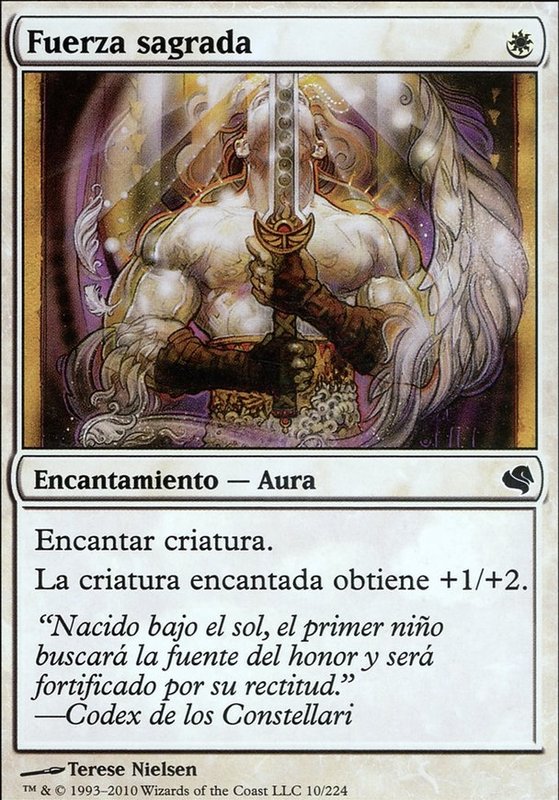 Fuerza sagrada
Encantamiento — Aura
Encantar criatura.
La criatura encantada obtiene +1/+2.
“Nacido bajo el sol, el primer niño
buscará la fuente del honor y será
fortificado por su rectitud.”
—Codex de los Constellari
Terese Nielsen
™ & © 1993–2010 Wizards of the Coast LLC 10/224